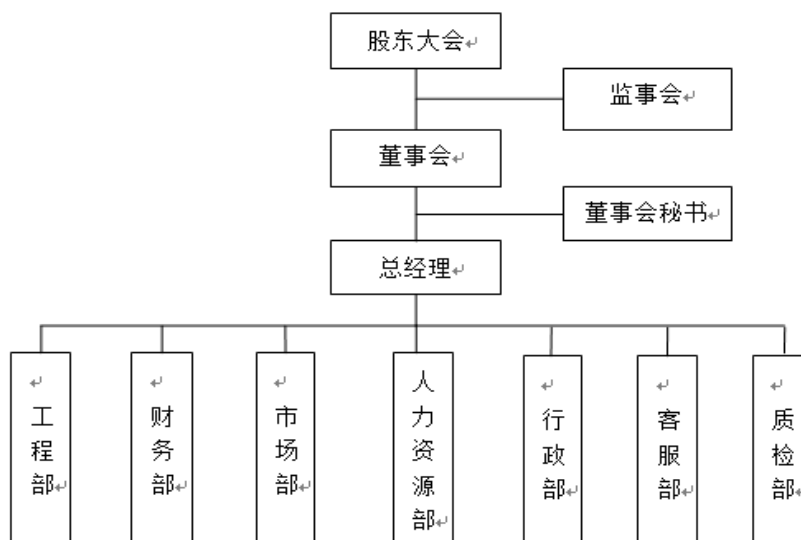 股东大会
监事会
董事会
董事会秘书
总经理
工程部
财务部
市场部
人力资源部
行政部
客服部
质检部